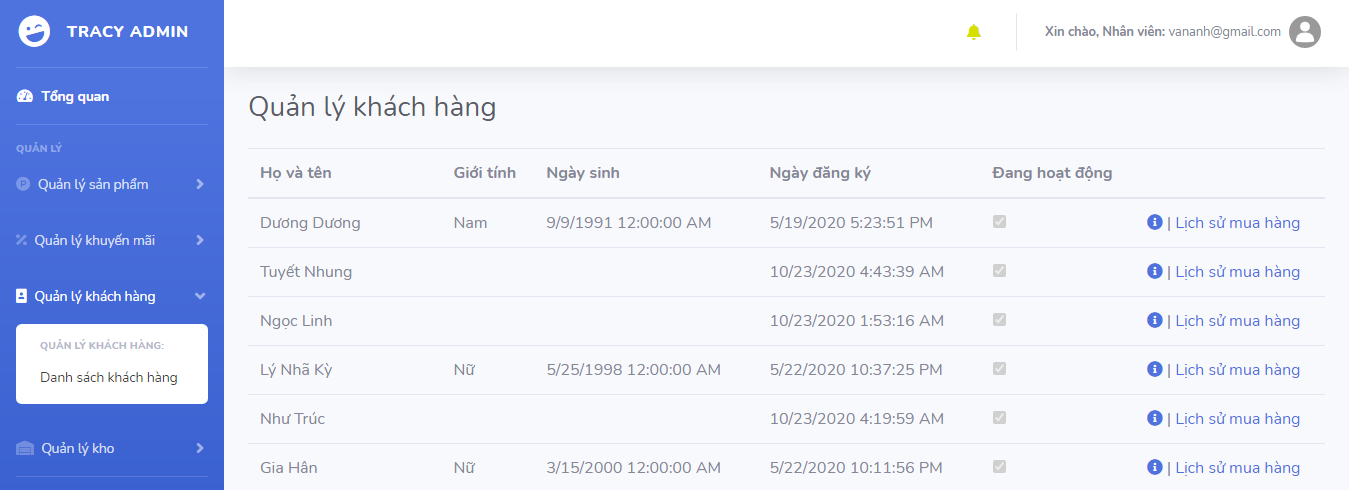 TRACY ADMIN
Xin chào, Nhân viên: vananh@gmail.com
Tổng quan
QUẢN LÝ
Quản lý sản phẩm
Quản lý khuyến mãi
Quản lý khách hàng
QUẢN LÝ KHÁCH HÀNG:
Danh sách khách hàng
Quản lý kho
Quản lý khách hàng
Họ và tên Giới tính Ngày sinh Ngày đăng ký Đang hoạt động
Dương Dương Nam 9/9/1991 12:00:00 AM 5/19/2020 5:23:51 PM | Lịch sử mua hàng
Tuyết Nhung 10/23/2020 4:43:39 AM | Lịch sử mua hàng
Ngọc Linh 10/23/2020 1:53:16 AM | Lịch sử mua hàng
Lý Nhã Kỳ Nữ 5/25/1998 12:00:00 AM 5/22/2020 10:37:25 PM | Lịch sử mua hàng
Như Trúc 10/23/2020 4:19:59 AM | Lịch sử mua hàng
Gia Hân Nữ 3/15/2000 12:00:00 AM 5/22/2020 10:11:56 PM | Lịch sử mua hàng